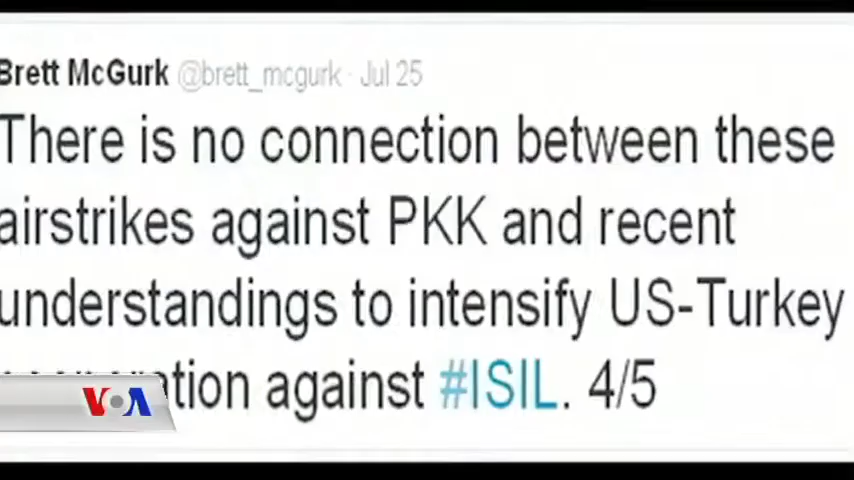 Brett McGurk @brett_mcgurk · Jul 25
There is no connection between these
airstrikes against PKK and recent
understandings to intensify US-Turkey
against #ISIL. 4/5
VOA